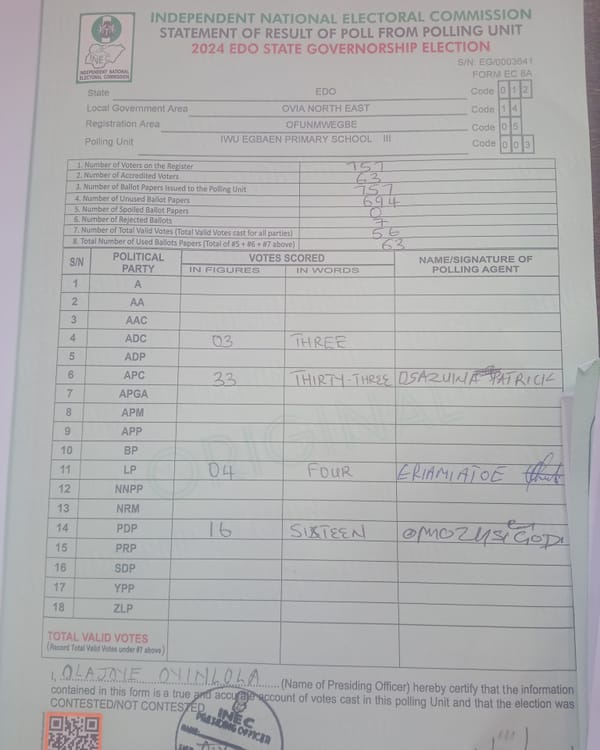 INDEPENDENT NATIONAL ELECTORAL COMMISSION
STATEMENT OF RESULT OF POLL FROM POLLING UNIT
2024 EDO STATE GOVERNORSHIP ELECTION
INEC
INDEPENDENT NATIONAL
ELECTORAL COMMISSION
S/N: EG/0003641
FORM EC 8A
State EDO Code 0 1 2
Local Government Area OVIA NORTH EAST Code 1 4
Registration Area OFUNMWEGBE Code 0 5
Polling Unit IWU EGBAEN PRIMARY SCHOOL III Code 0 0 3
1. Number of Voters on the Register 757
2. Number of Accredited Voters 63
3. Number of Ballot Papers Issued to the Polling Unit 757
4. Number of Unused Ballot Papers 694
5. Number of Spoiled Ballot Papers 0
6. Number of Rejected Ballots 7
7. Number of Total Valid Votes (Total Valid Votes cast for all parties) 56
8. Total Number of Used Ballots Papers (Total of #5 + #6 + #7 above) 63
S/N POLITICAL PARTY VOTES SCORED NAME/SIGNATURE OF POLLING AGENT
IN FIGURES IN WORDS
1 A
2 AA
3 AAC
4 ADC 03 THREE
5 ADP
6 APC 33 THIRTY-THREE OSAZUINA PATRICK
7 APGA
8 APM
9 APP
10 BP
11 LP 04 FOUR ERIAMIATOE
12 NNPP
13 NRM
14 PDP 16 SIXTEEN GOD
15 PRP
16 SDP
17 YPP
18 ZLP
ORIGINAL
TOTAL VALID VOTES
(Record Total Valid Votes under #7 above)
I, OLAJOYE OYINLOLA (Name of Presiding Officer) hereby certify that the information
contained in this form is a true and accurate account of votes cast in this polling Unit and that the election was
CONTESTED/NOT CONTESTED
INEC
PRESIDING OFFICER